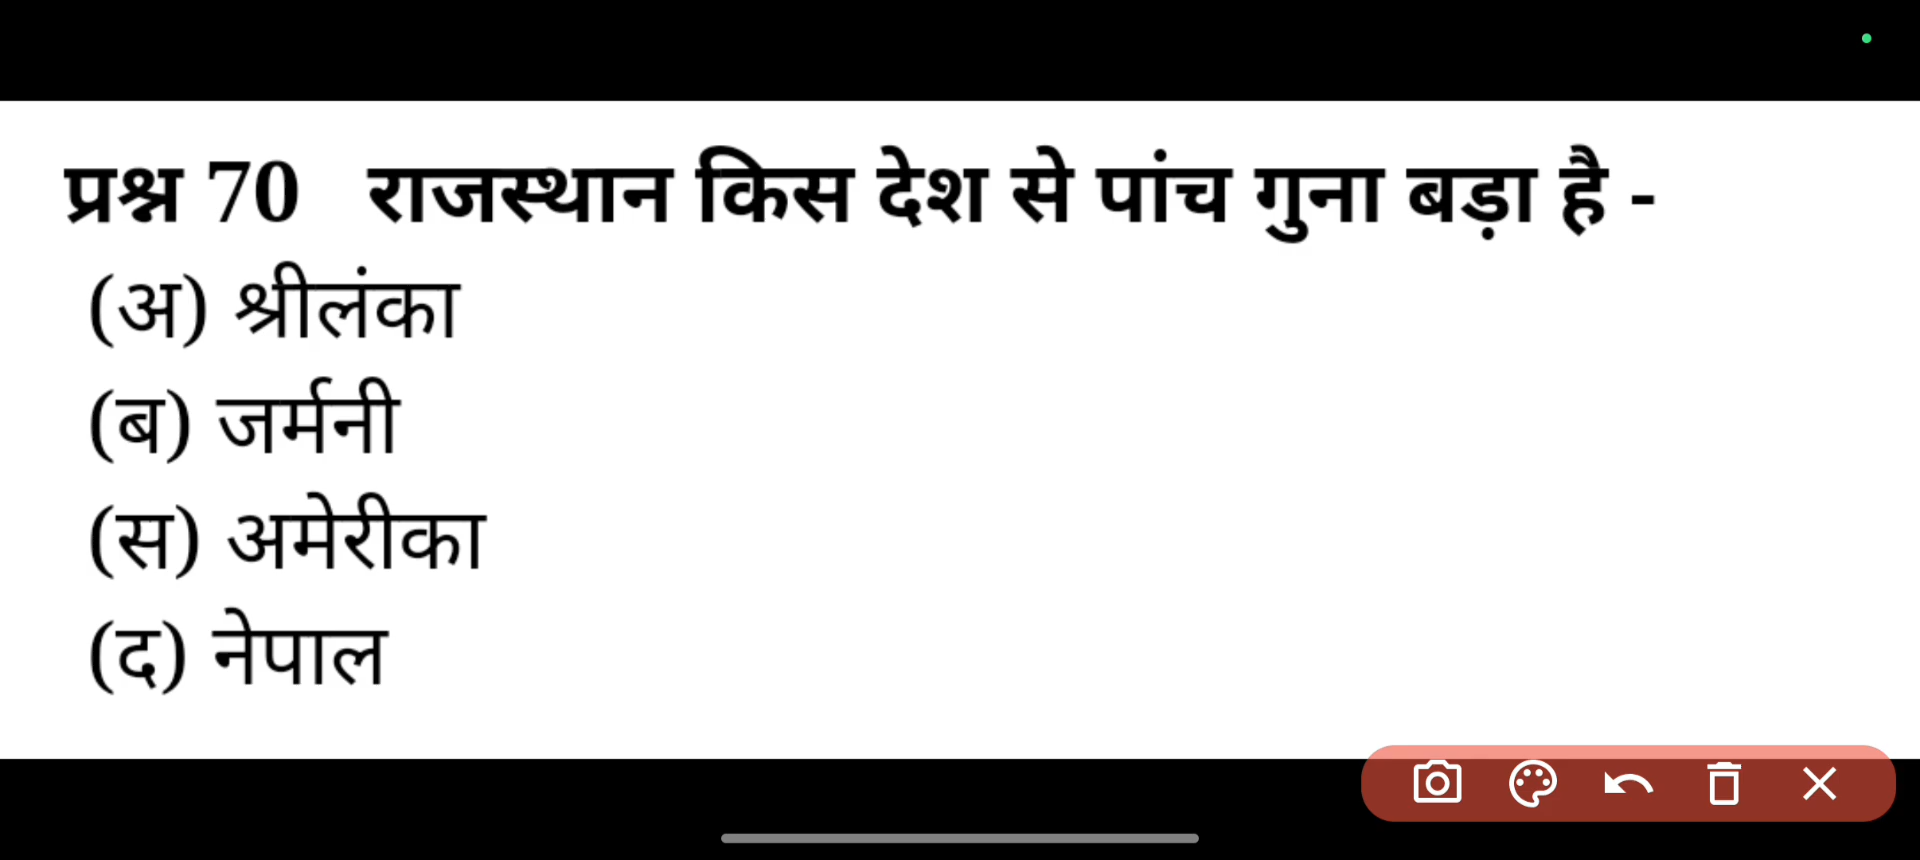 प्रश्न 70 राजस्थान किस देश से पांच गुना बड़ा है -
(अ) श्रीलंका
(ब) जर्मनी
(स) अमेरीका
(द) नेपाल